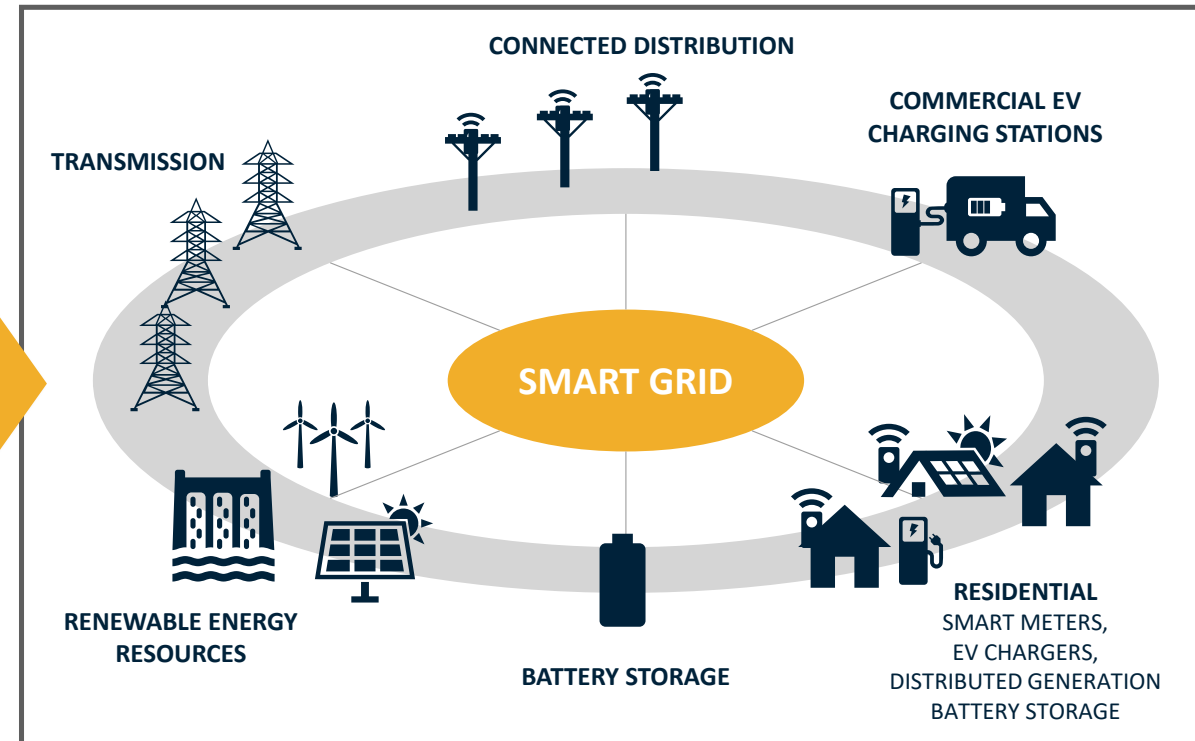 CONNECTED DISTRIBUTION
COMMERCIAL EV
CHARGING STATIONS
TRANSMISSION
SMART GRID
RENEWABLE ENERGY
RESOURCES
BATTERY STORAGE
RESIDENTIAL
SMART METERS,
EV CHARGERS,
DISTRIBUTED GENERATION
BATTERY STORAGE